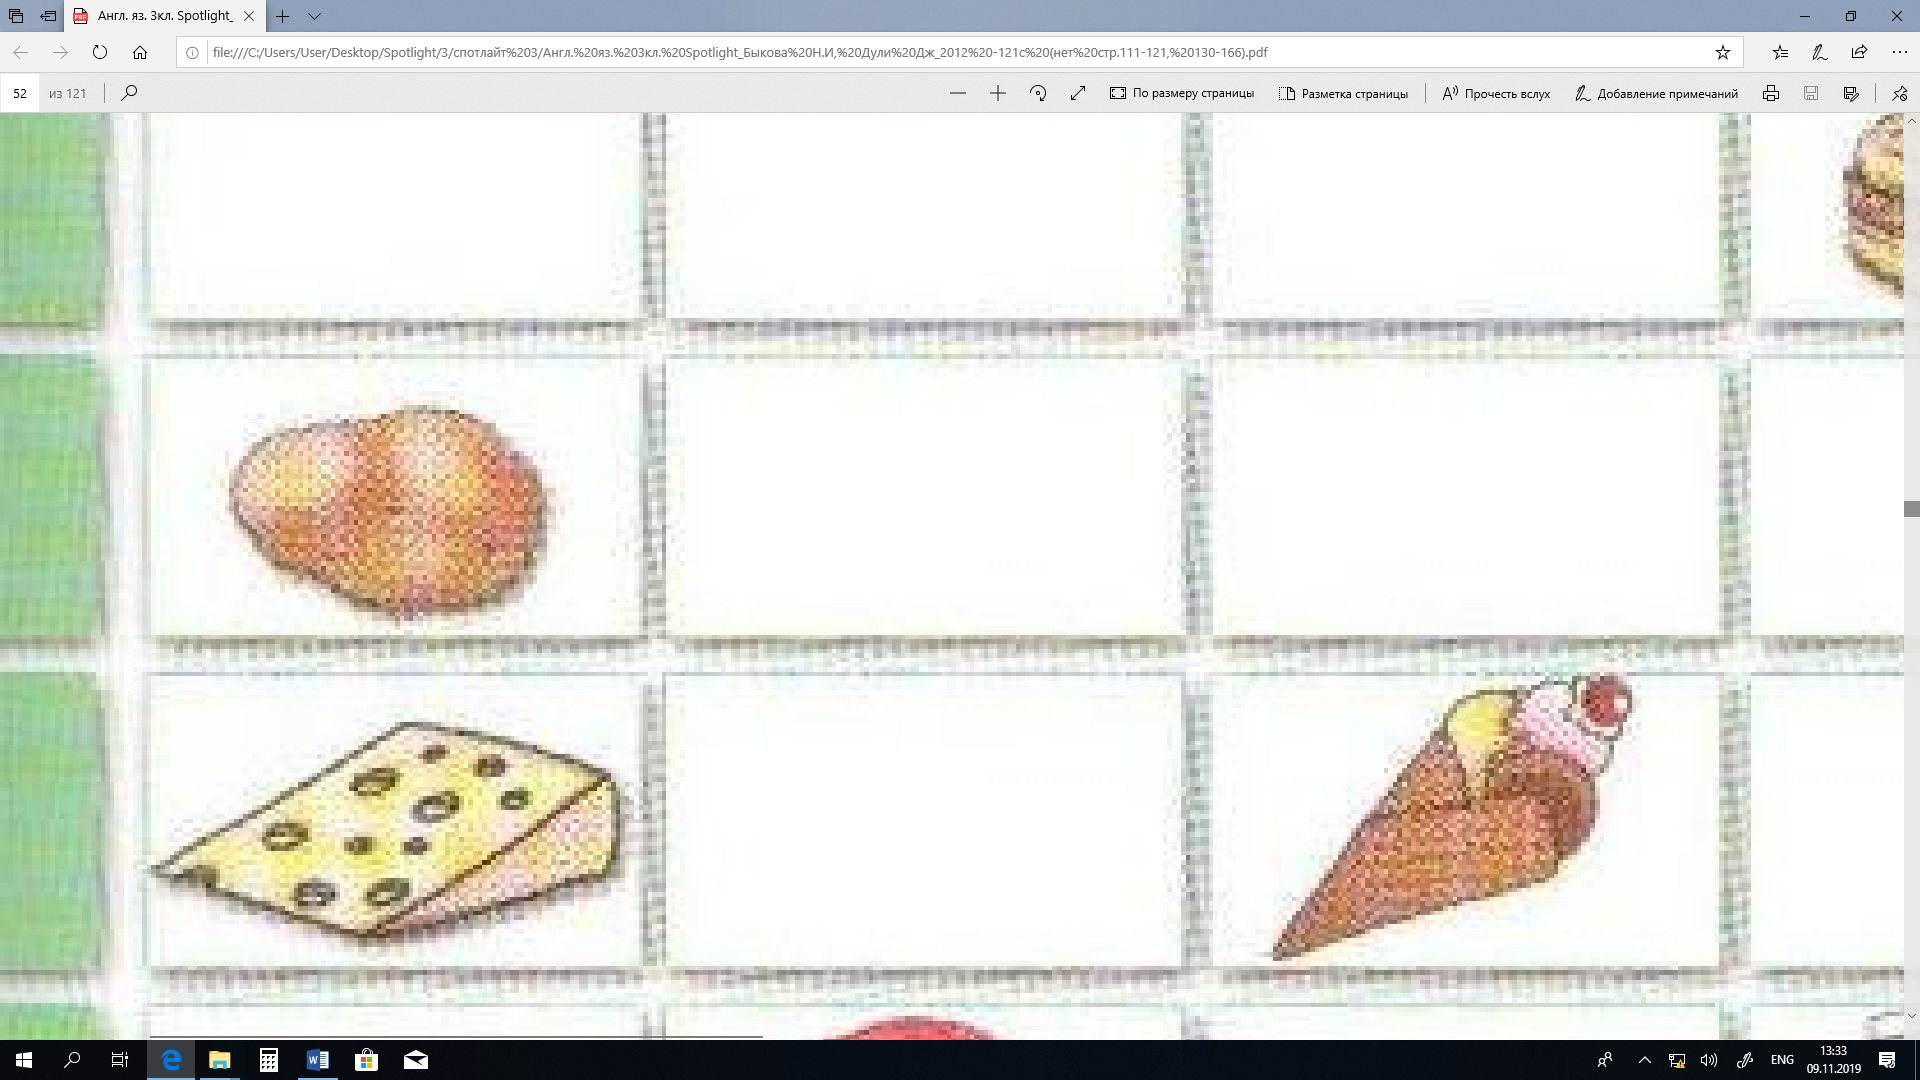 Англ. яз. 3кл. Spotlight_
file:///C:/Users/User/Desktop/Spotlight/3/спотлайт%203/Англ.%20яз.%203кл.%20Spotlight_Быкова%20Н.И,%20Дули%20Дж_2012%20-121с%20(нет%20стр.111-121,%20130-166).pdf
52 из 121 По размеру страницы Разметка страницы Прочесть вслух Добавление примечаний
ENG 13:33
09.11.2019